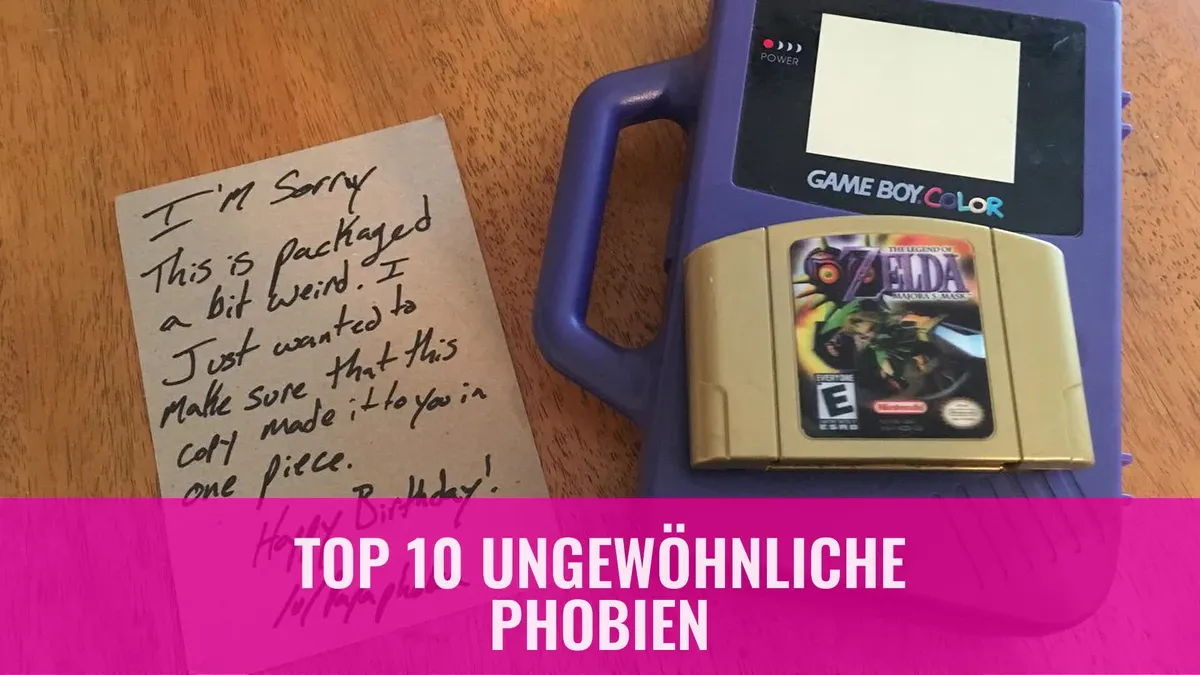 I'm Sorry
This is packaged
a bit weird. I
Just wanted to
make sure that this
copy made it to you in
one piece.
Happy Birthday!
POWER
GAME BOY COLOR
THE LEGEND OF
ZELDA
MAJORA'S MASK
EVERYONE
E
ESRB
Nintendo
TOP 10 UNGEWÖHNLICHE
PHOBIEN